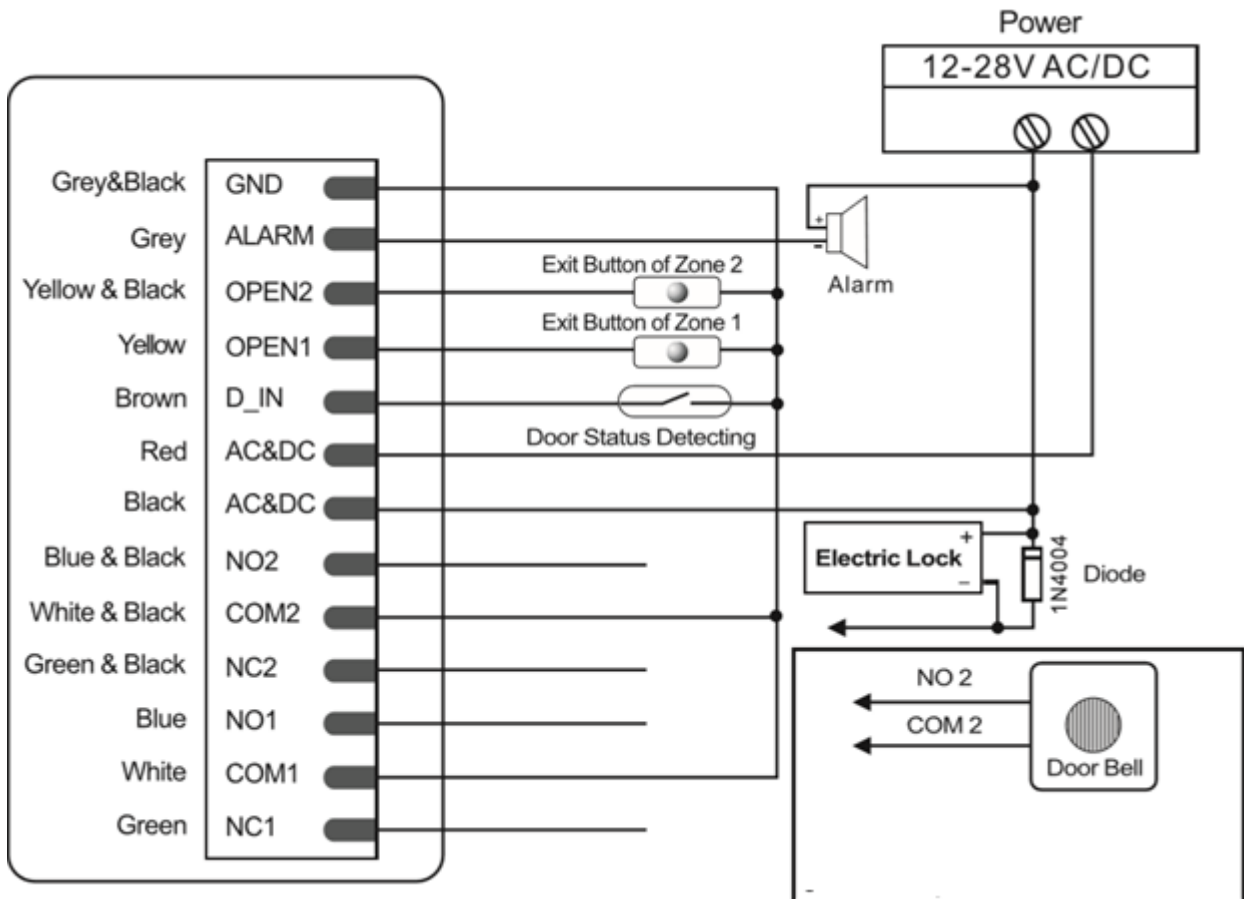 Power
12-28V AC/DC
Grey&Black GND
Grey ALARM
+
-
Alarm
Exit Button of Zone 2
Yellow & Black OPEN2
Exit Button of Zone 1
Yellow OPEN1
Brown D_IN
Door Status Detecting
Red AC&DC
Black AC&DC
Electric Lock
+
–
1N4004
Diode
Blue & Black NO2
White & Black COM2
Green & Black NC2
Blue NO1
White COM1
Green NC1
NO 2
COM 2
Door Bell